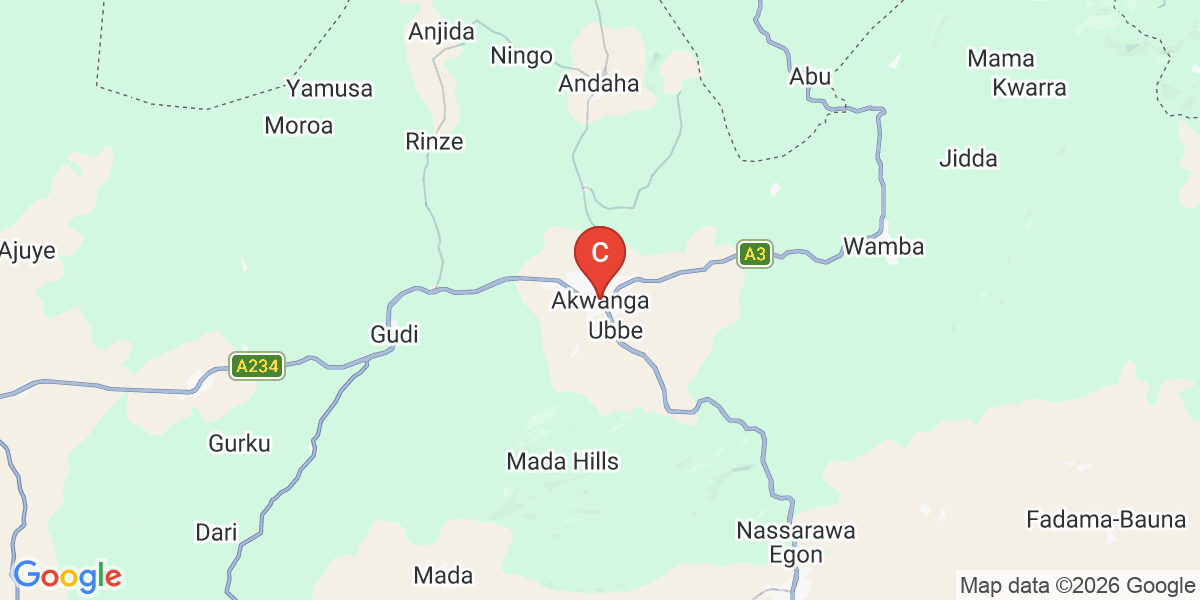 Anjida
Ningo
Andaha
Abu
Mama
Kwarra
Yamusa
Moroa
Rinze
Jidda
Ajuye
C
A3
Wamba
Akwanga
Ubbe
Gudi
A234
Gurku
Mada Hills
Dari
Nassarawa
Egon
Fadama-Bauna
Mada
Google
Map data ©2026 Google